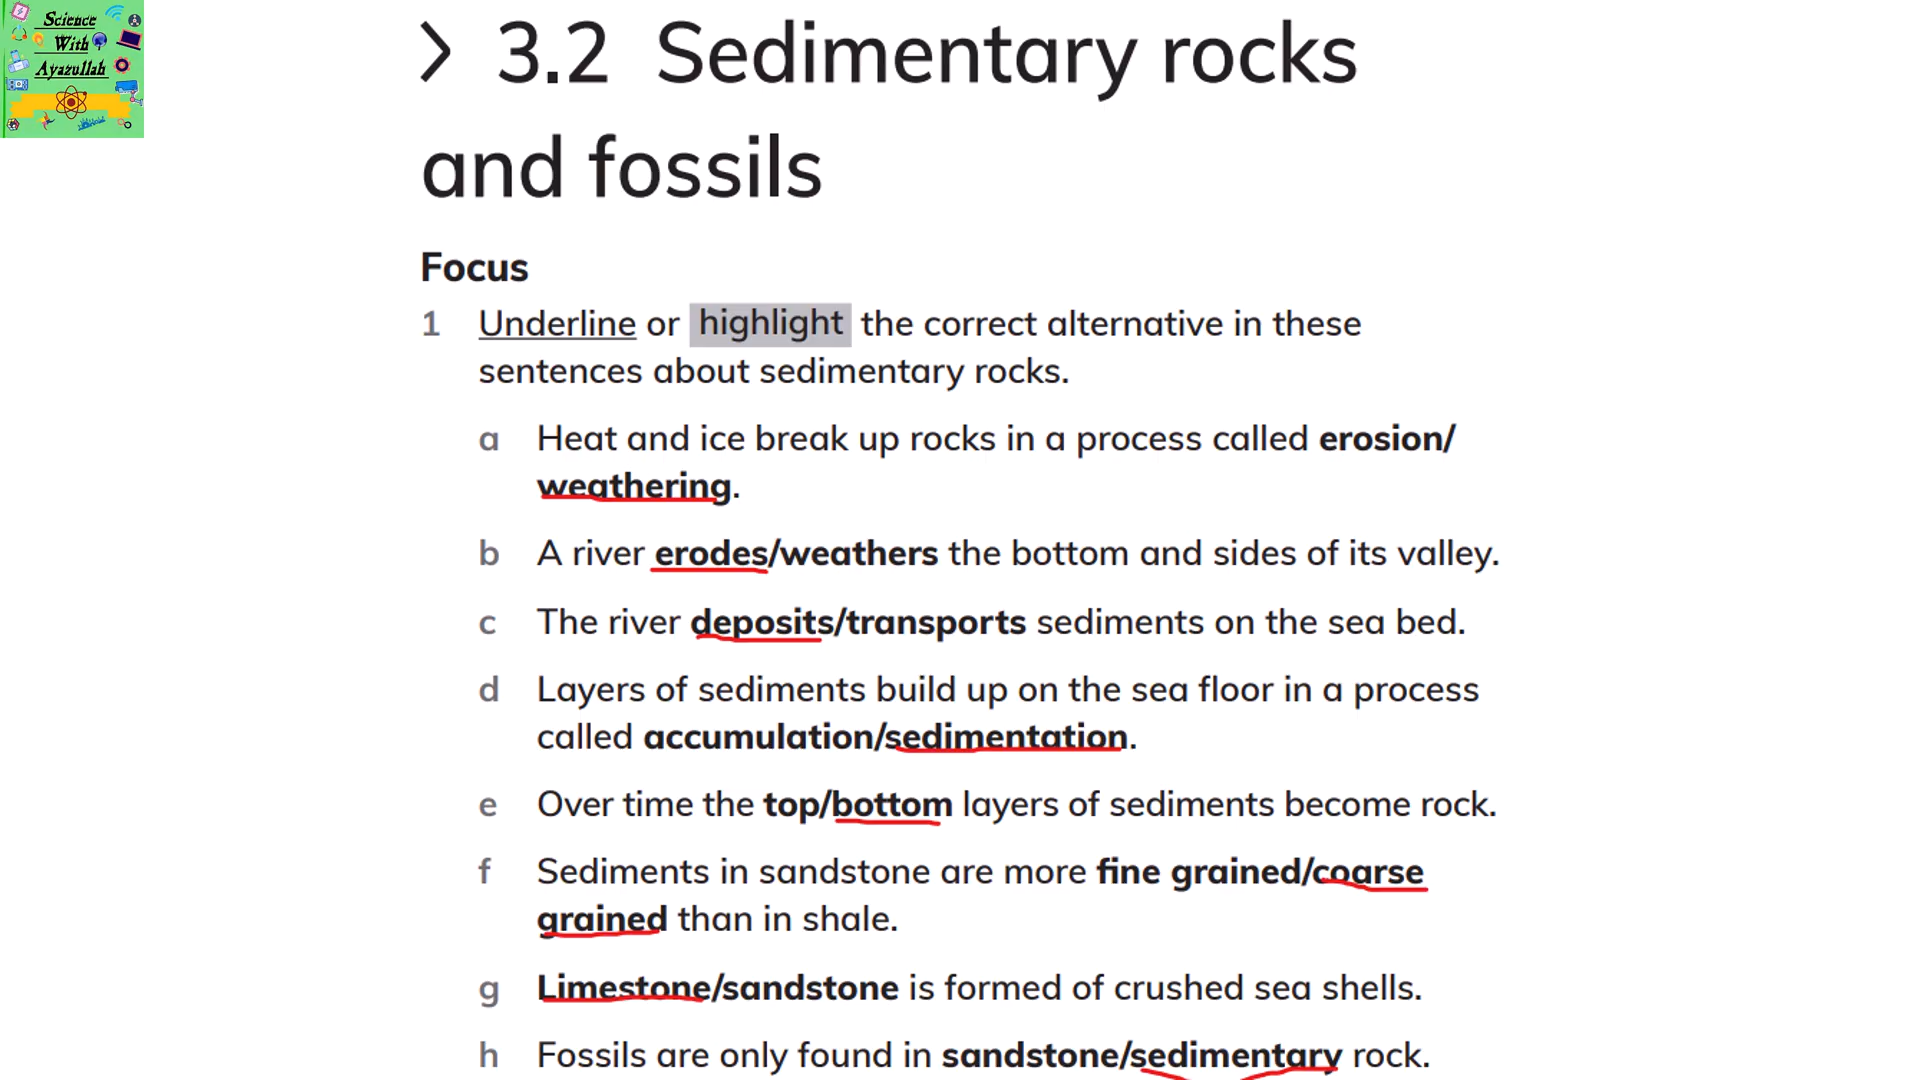 Science
With
Ayazullah
3.2 Sedimentary rocks
and fossils
Focus
1 Underline or highlight the correct alternative in these
sentences about sedimentary rocks.
a Heat and ice break up rocks in a process called erosion/
weathering.
b A river erodes/weathers the bottom and sides of its valley.
c The river deposits/transports sediments on the sea bed.
d Layers of sediments build up on the sea floor in a process
called accumulation/sedimentation.
e Over time the top/bottom layers of sediments become rock.
f Sediments in sandstone are more fine grained/coarse
grained than in shale.
g Limestone/sandstone is formed of crushed sea shells.
h Fossils are only found in sandstone/sedimentary rock.